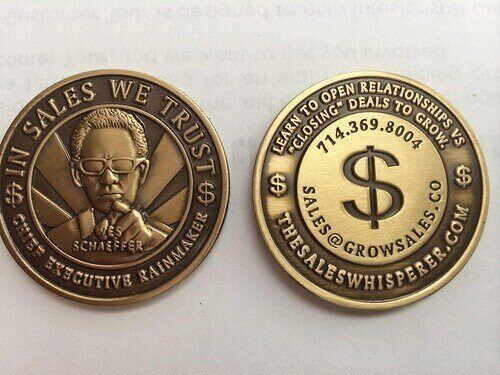 IN SALES WE TRUST
WES
SCHAEFFER
CHIEF EXECUTIVE RAINMAKER
LEARN TO OPEN RELATIONSHIPS VS
"CLOSING" DEALS TO GROW.
714.369.8004
$
SALES@GROWSALES.CO
THESALESWHISPERER.COM